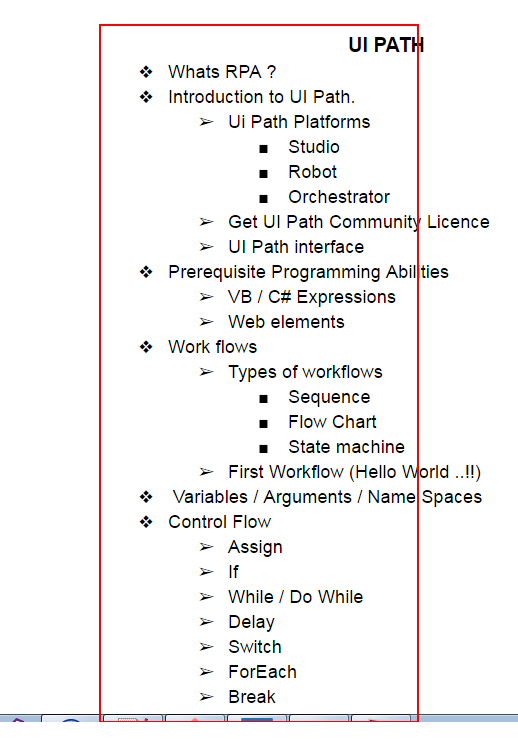 UI PATH
❖ Whats RPA ?
❖ Introduction to UI Path.
➢ Ui Path Platforms
■ Studio
■ Robot
■ Orchestrator
➢ Get UI Path Community Licence
➢ UI Path interface
❖ Prerequisite Programming Abilities
➢ VB / C# Expressions
➢ Web elements
❖ Work flows
➢ Types of workflows
■ Sequence
■ Flow Chart
■ State machine
➢ First Workflow (Hello World ..!!)
❖ Variables / Arguments / Name Spaces
❖ Control Flow
➢ Assign
➢ If
➢ While / Do While
➢ Delay
➢ Switch
➢ ForEach
➢ Break